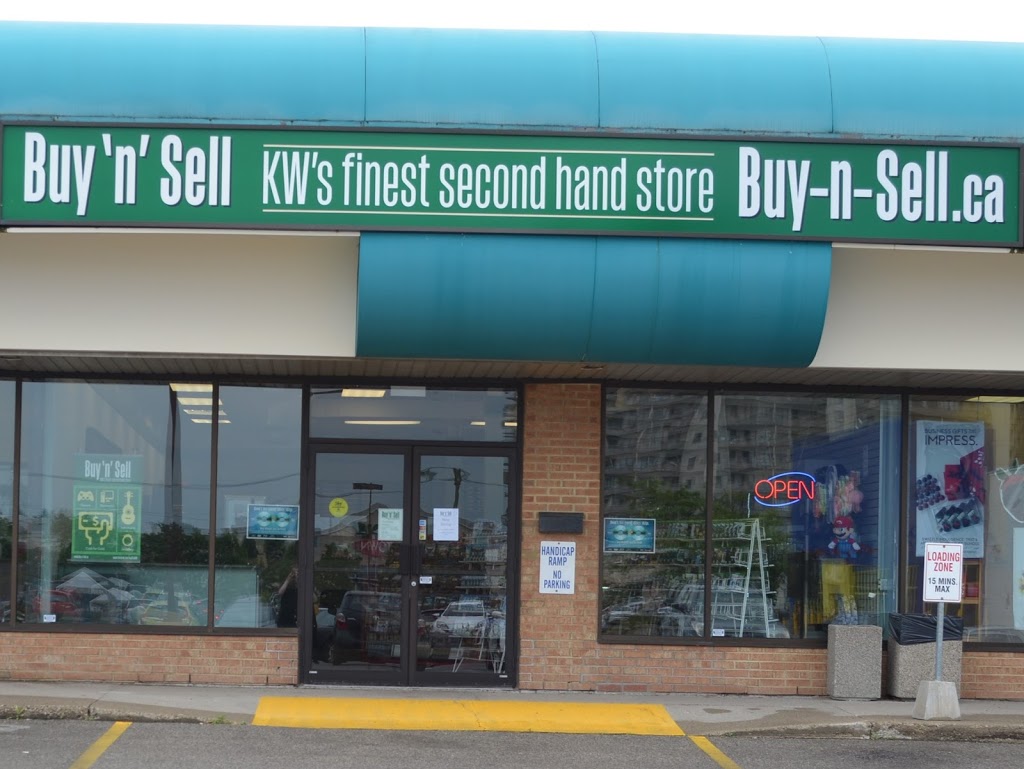 Buy 'n' Sell
KW's finest second hand store
Buy-n-Sell.ca
Buy 'n' Sell
OPEN
IMPRESS.
HANDICAP
RAMP
NO
PARKING
LOADING
ZONE
15 MINS.
MAX